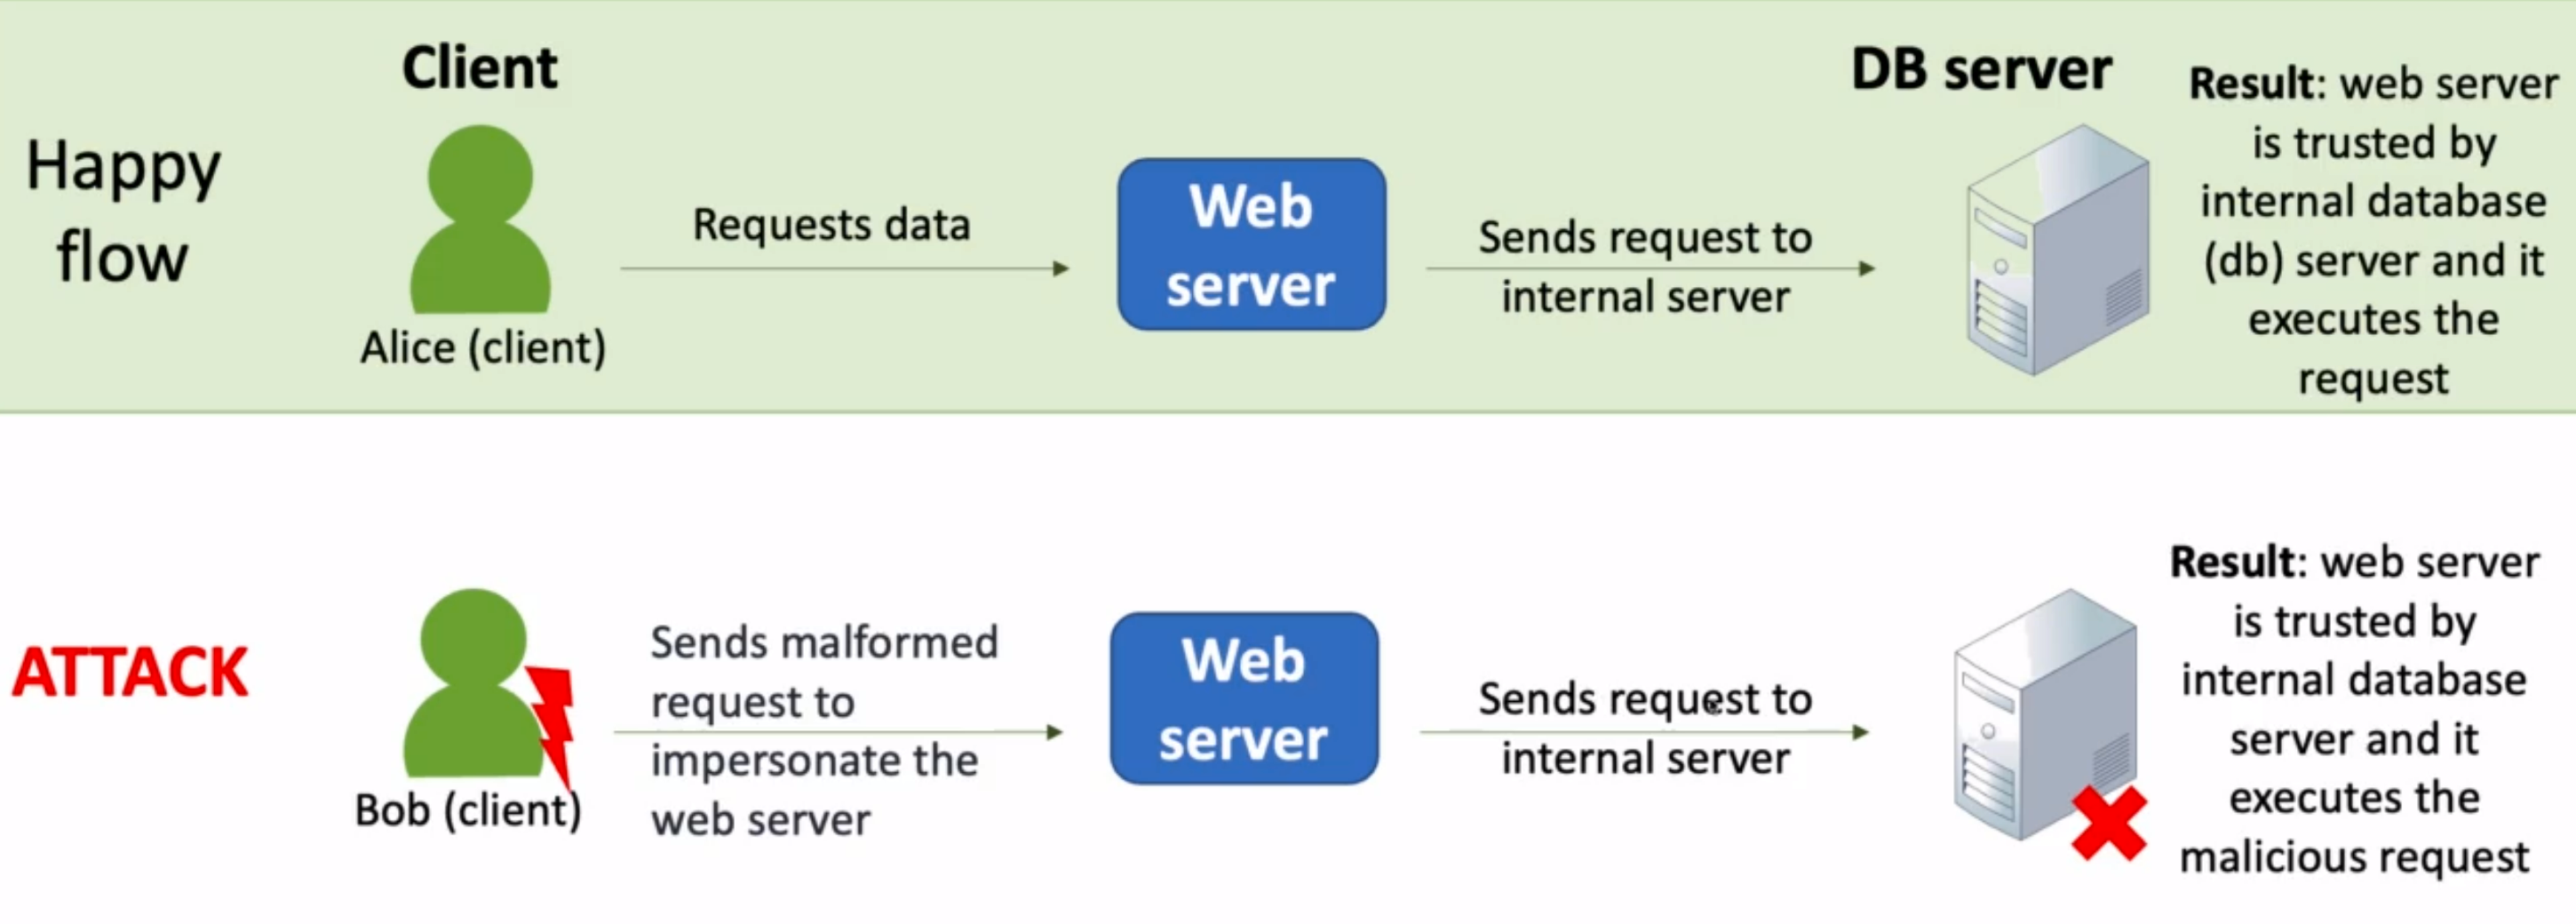 Client
DB server
Happy
flow
Alice (client)
Requests data
Web
server
Sends request to
internal server
Result: web server
is trusted by
internal database
(db) server and it
executes the
request
ATTACK
Bob (client)
Sends malformed
request to
impersonate the
web server
Web
server
Sends request to
internal server
Result: web server
is trusted by
internal database
server and it
executes the
malicious request